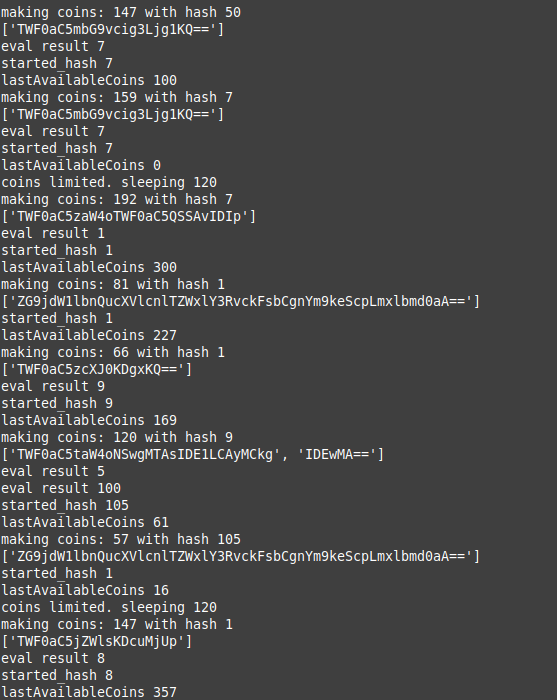 making coins: 147 with hash 50
['TWF0aC5mbG9vcig3Ljg1KQ==']
eval result 7
started_hash 7
lastAvailableCoins 100
making coins: 159 with hash 7
['TWF0aC5mbG9vcig3Ljg1KQ==']
eval result 7
started_hash 7
lastAvailableCoins 0
coins limited. sleeping 120
making coins: 192 with hash 7
['TWF0aC5zaW4oTWF0aC5QSSAvIDIp']
eval result 1
started_hash 1
lastAvailableCoins 300
making coins: 81 with hash 1
['ZG9jdW1lbnQucXVlcnlTZWxlY3RvckFsbCgnYm9keScpLmxlbmd0aA==']
started_hash 1
lastAvailableCoins 227
making coins: 66 with hash 1
['TWF0aC5zcXJ0KDgxKQ==']
eval result 9
started_hash 9
lastAvailableCoins 169
making coins: 120 with hash 9
['TWF0aC5taW4oNSwgMTAsIDE1LCAyMCkg', 'IDEwMA==']
eval result 5
eval result 100
started_hash 105
lastAvailableCoins 61
making coins: 57 with hash 105
['ZG9jdW1lbnQucXVlcnlTZWxlY3RvckFsbCgnYm9keScpLmxlbmd0aA==']
started_hash 1
lastAvailableCoins 16
coins limited. sleeping 120
making coins: 147 with hash 1
['TWF0aC5jZWlsKDcuMjUp']
eval result 8
started_hash 8
lastAvailableCoins 357